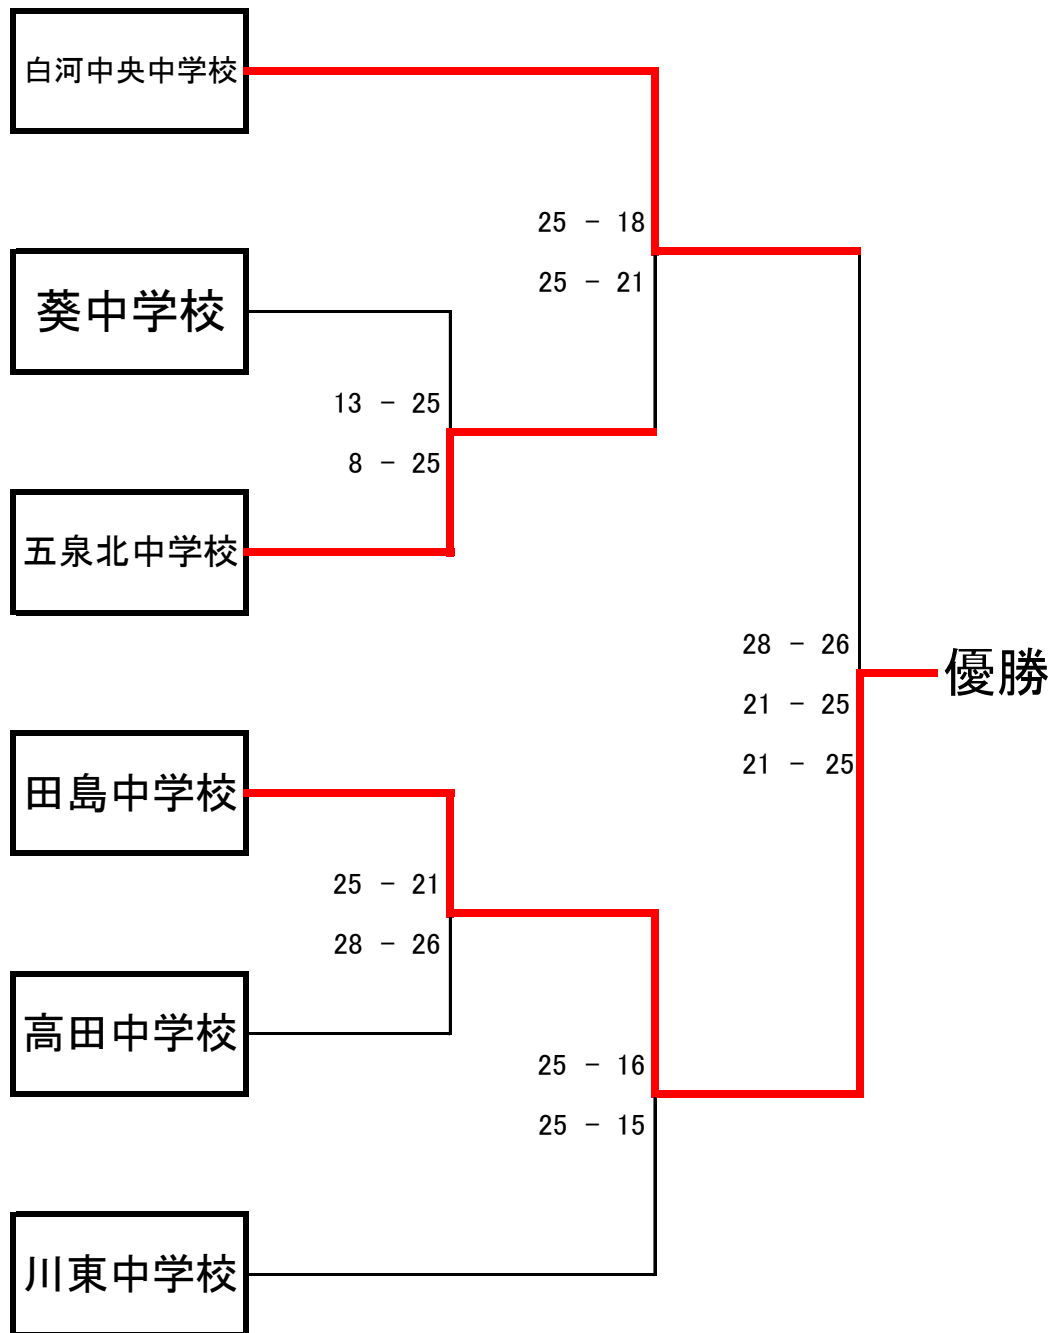 白河中央中学校
25 － 18
25 － 21
葵中学校
13 － 25
8 － 25
五泉北中学校
28 － 26
21 － 25
21 － 25
優勝
田島中学校
25 － 21
28 － 26
高田中学校
25 － 16
25 － 15
川東中学校